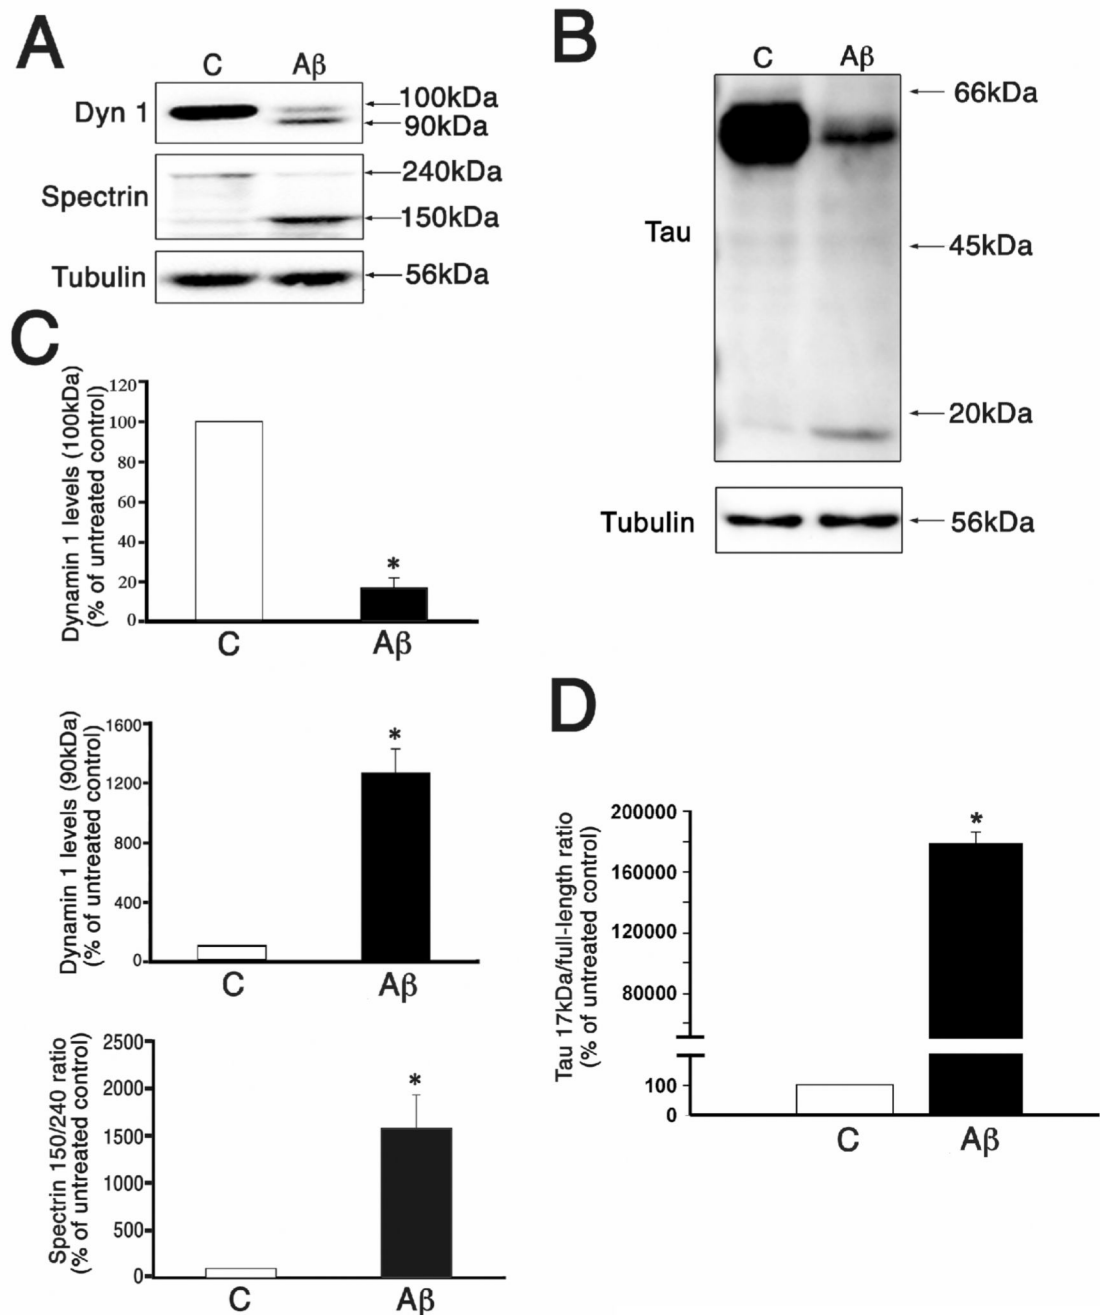 A
C Aβ
Dyn 1
100kDa
90kDa
Spectrin
240kDa
150kDa
Tubulin
56kDa
B
C Aβ
66kDa
Tau
45kDa
20kDa
Tubulin
56kDa
C
Dynamin 1 levels (100kDa)
(% of untreated control)
120
100
80
60
40
20
0
*
C Aβ
Dynamin 1 levels (90kDa)
(% of untreated control)
1600
1200
800
400
0
*
C Aβ
Spectrin 150/240 ratio
(% of untreated control)
2500
2000
1500
1000
500
0
*
C Aβ
D
Tau 17kDa/full-length ratio
(% of untreated control)
200000
160000
120000
80000
100
0
*
C Aβ